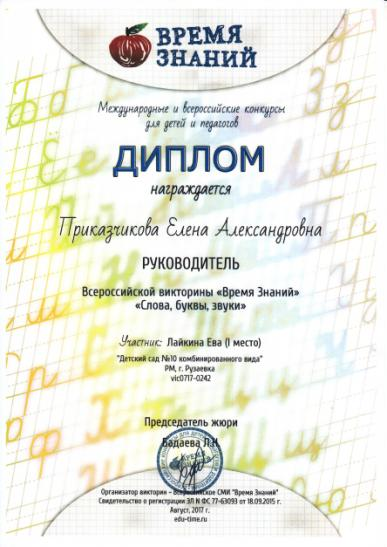 ВРЕМЯ
ЗНАНИЙ
Международные и всероссийские конкурсы
для детей и педагогов
ДИПЛОМ
награждается
Приказчикова Елена Александровна
РУКОВОДИТЕЛЬ
Всероссийской викторины «Время Знаний»
«Слова, буквы, звуки»
Участник: Лайкина Ева (I место)
"Детский сад №10 комбинированного вида"
РМ, г. Рузаевка
vic0717-0242
Председатель жюри
Бадаева Л.Н.
ВРЕМЯ
Организатор викторин - Всероссийское СМИ "Время Знаний"
Свидетельство о регистрации ЭЛ № ФС 77-63093 от 18.09.2015 г.
Август, 2017 г.
edu-time.ru